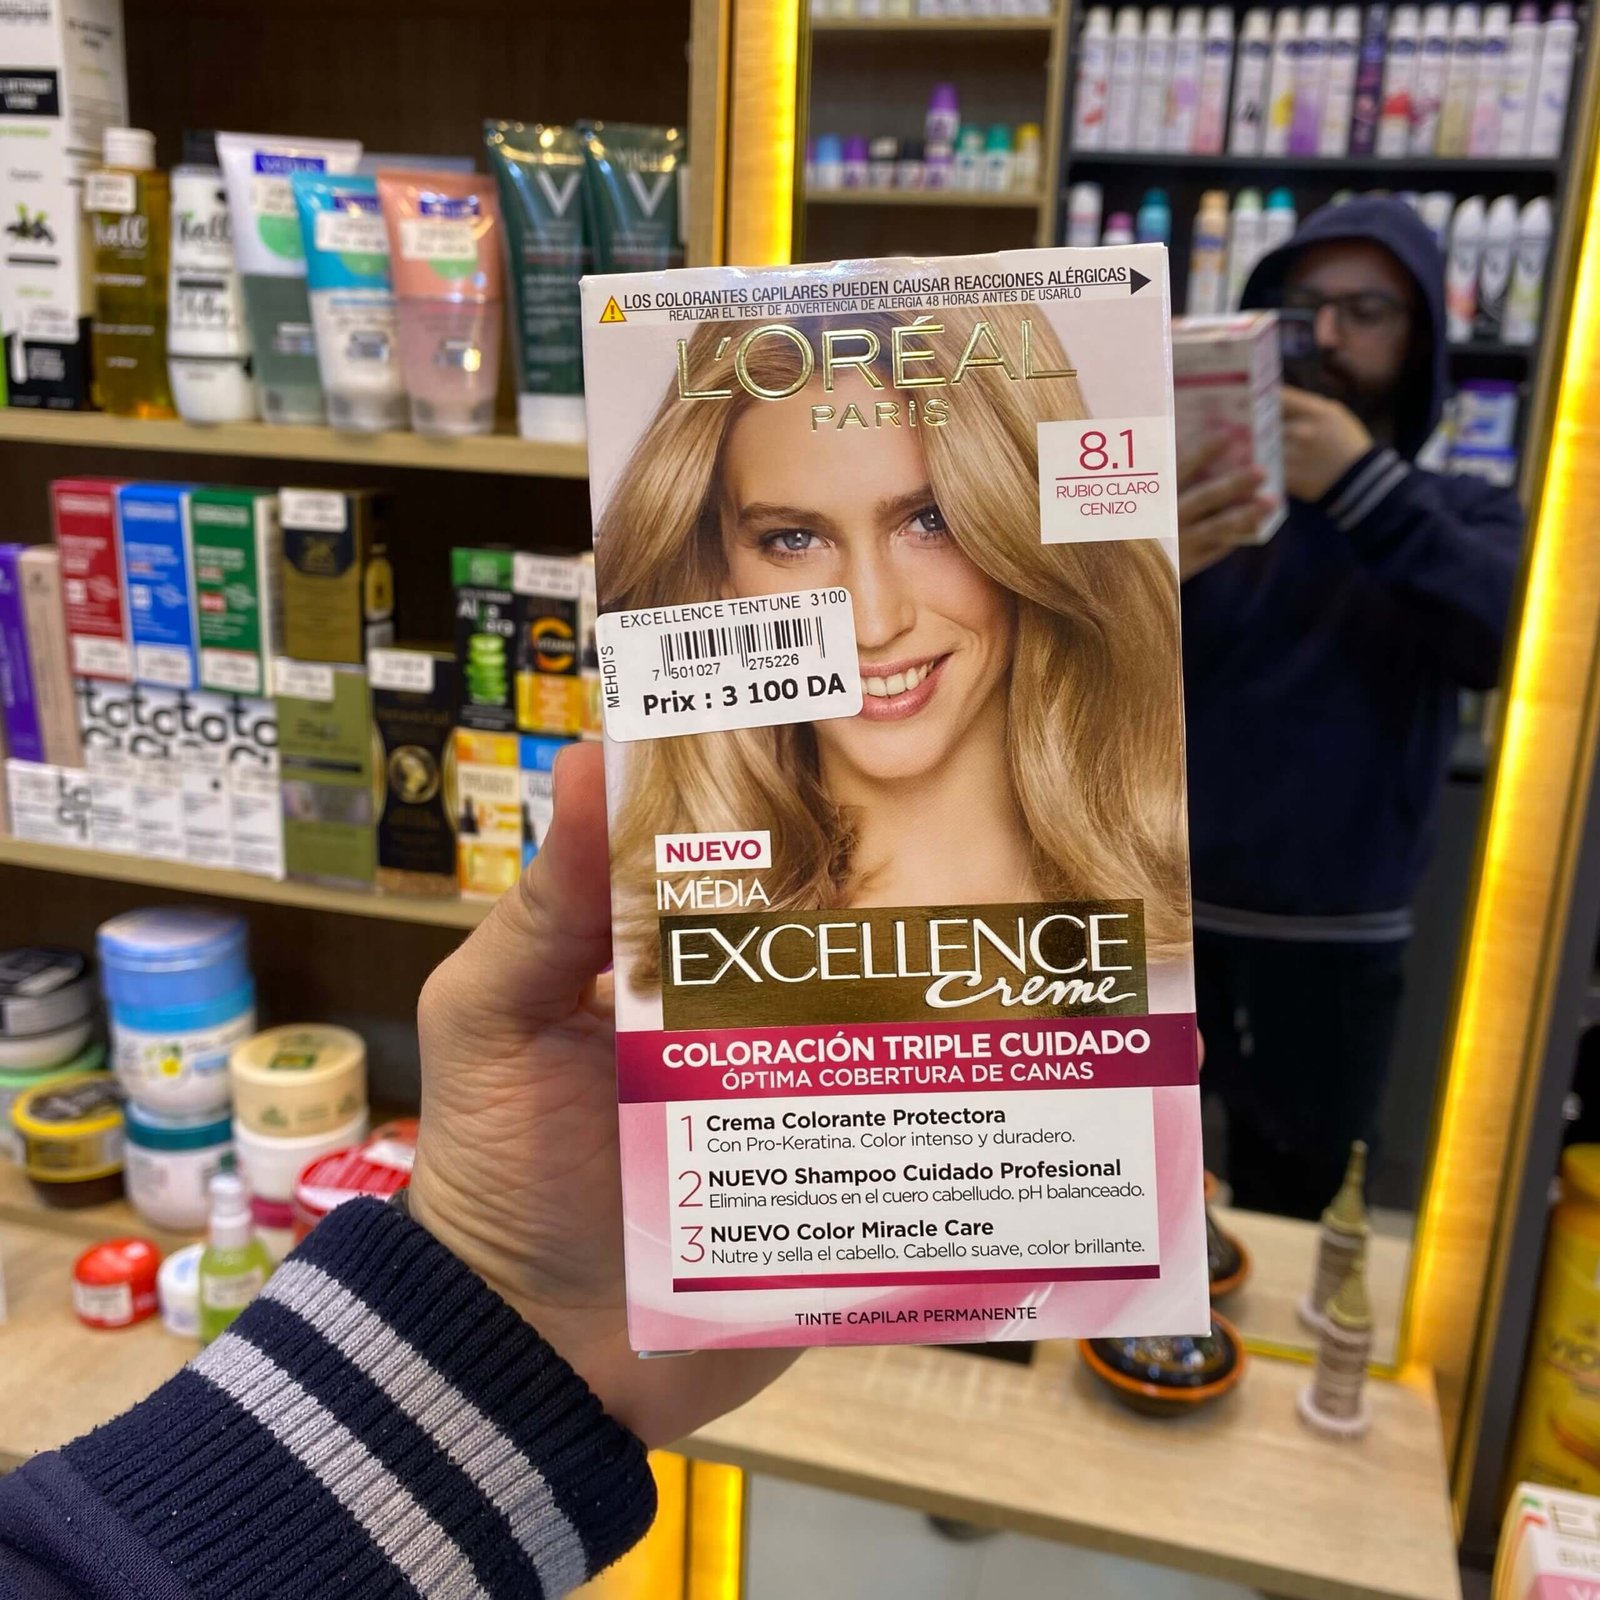 LOS COLORANTES CAPILARES PUEDEN CAUSAR REACCIONES ALÉRGICAS
REALIZAR EL TEST DE ADVERTENCIA DE ALERGIA 48 HORAS ANTES DE USARLO
L'ORÉAL
PARIS
8.1
RUBIO CLARO
CENIZO
EXCELLENCE TENTUNE 3100
MEHDI'S
7 501027 275226
Prix : 3 100 DA
NUEVO
IMÉDIA
EXCELLENCE
Creme
COLORACIÓN TRIPLE CUIDADO
ÓPTIMA COBERTURA DE CANAS
1 Crema Colorante Protectora
Con Pro-Keratina. Color intenso y duradero.
2 NUEVO Shampoo Cuidado Profesional
Elimina residuos en el cuero cabelludo. pH balanceado.
3 NUEVO Color Miracle Care
Nutre y sella el cabello. Cabello suave, color brillante.
TINTE CAPILAR PERMANENTE